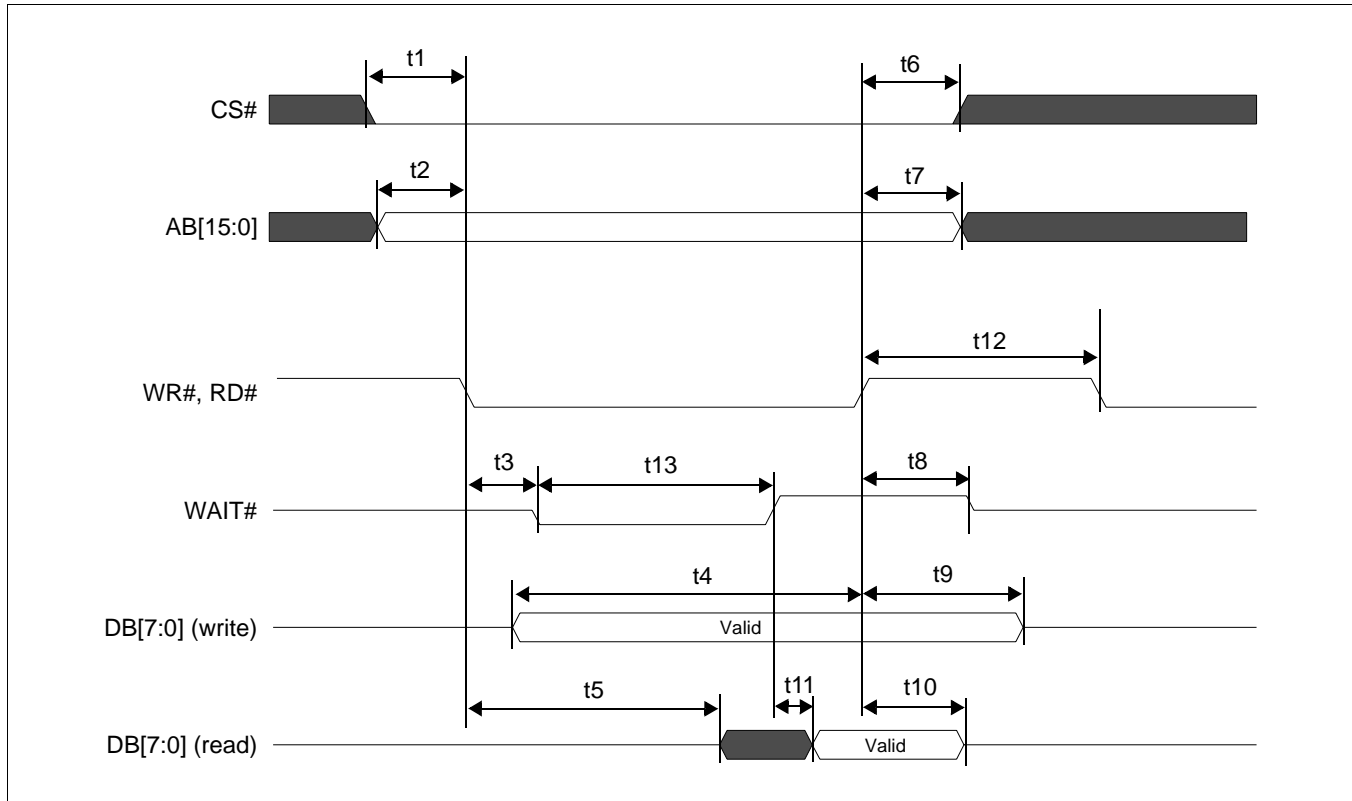 t1
t6
CS#
t2
t7
AB[15:0]
t12
WR#, RD#
t3
t13
t8
WAIT#
t4
t9
DB[7:0] (write)
Valid
t5
t11
t10
DB[7:0] (read)
Valid